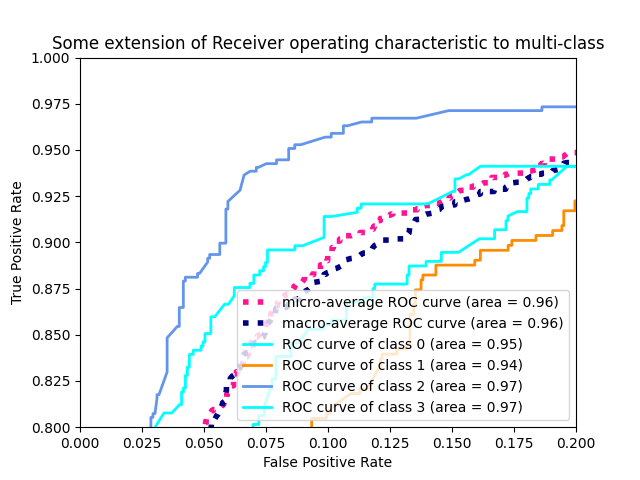 Some extension of Receiver operating characteristic to multi-class
1.000
0.975
0.950
0.925
0.900
0.875
0.850
0.825
0.800
True Positive Rate
micro-average ROC curve (area = 0.96)
macro-average ROC curve (area = 0.96)
ROC curve of class 0 (area = 0.95)
ROC curve of class 1 (area = 0.94)
ROC curve of class 2 (area = 0.97)
ROC curve of class 3 (area = 0.97)
0.000 0.025 0.050 0.075 0.100 0.125 0.150 0.175 0.200
False Positive Rate